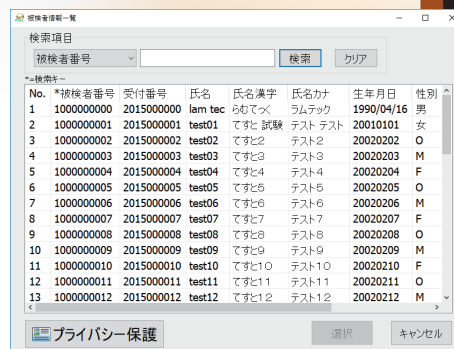 被検者情報一覧
検索項目
被検者番号 検索 クリア
*=検索キー
No. *被検者番号 受付番号 氏名 氏名漢字 氏名カナ 生年月日 性別
1 1000000000 2015000000 lam tec らむてっく ラムテック 1990/04/16 男
2 1000000001 2015000001 test01 てすと 試験 テスト テスト 20010101 女
3 1000000002 2015000002 test02 てすと2 テスト2 20020202 O
4 1000000003 2015000003 test03 てすと3 テスト3 20020203 M
5 1000000004 2015000004 test04 てすと4 テスト4 20020204 F
6 1000000005 2015000005 test05 てすと5 テスト5 20020205 O
7 1000000006 2015000006 test06 てすと6 テスト6 20020206 M
8 1000000007 2015000007 test07 てすと7 テスト7 20020207 F
9 1000000008 2015000008 test08 てすと8 テスト8 20020208 O
10 1000000009 2015000009 test09 てすと9 テスト9 20020209 M
11 1000000010 2015000010 test10 てすと10 テスト10 20020210 F
12 1000000011 2015000011 test11 てすと11 テスト11 20020211 O
13 1000000012 2015000012 test12 てすと12 テスト12 20020212 M
プライバシー保護 選択 キャンセル